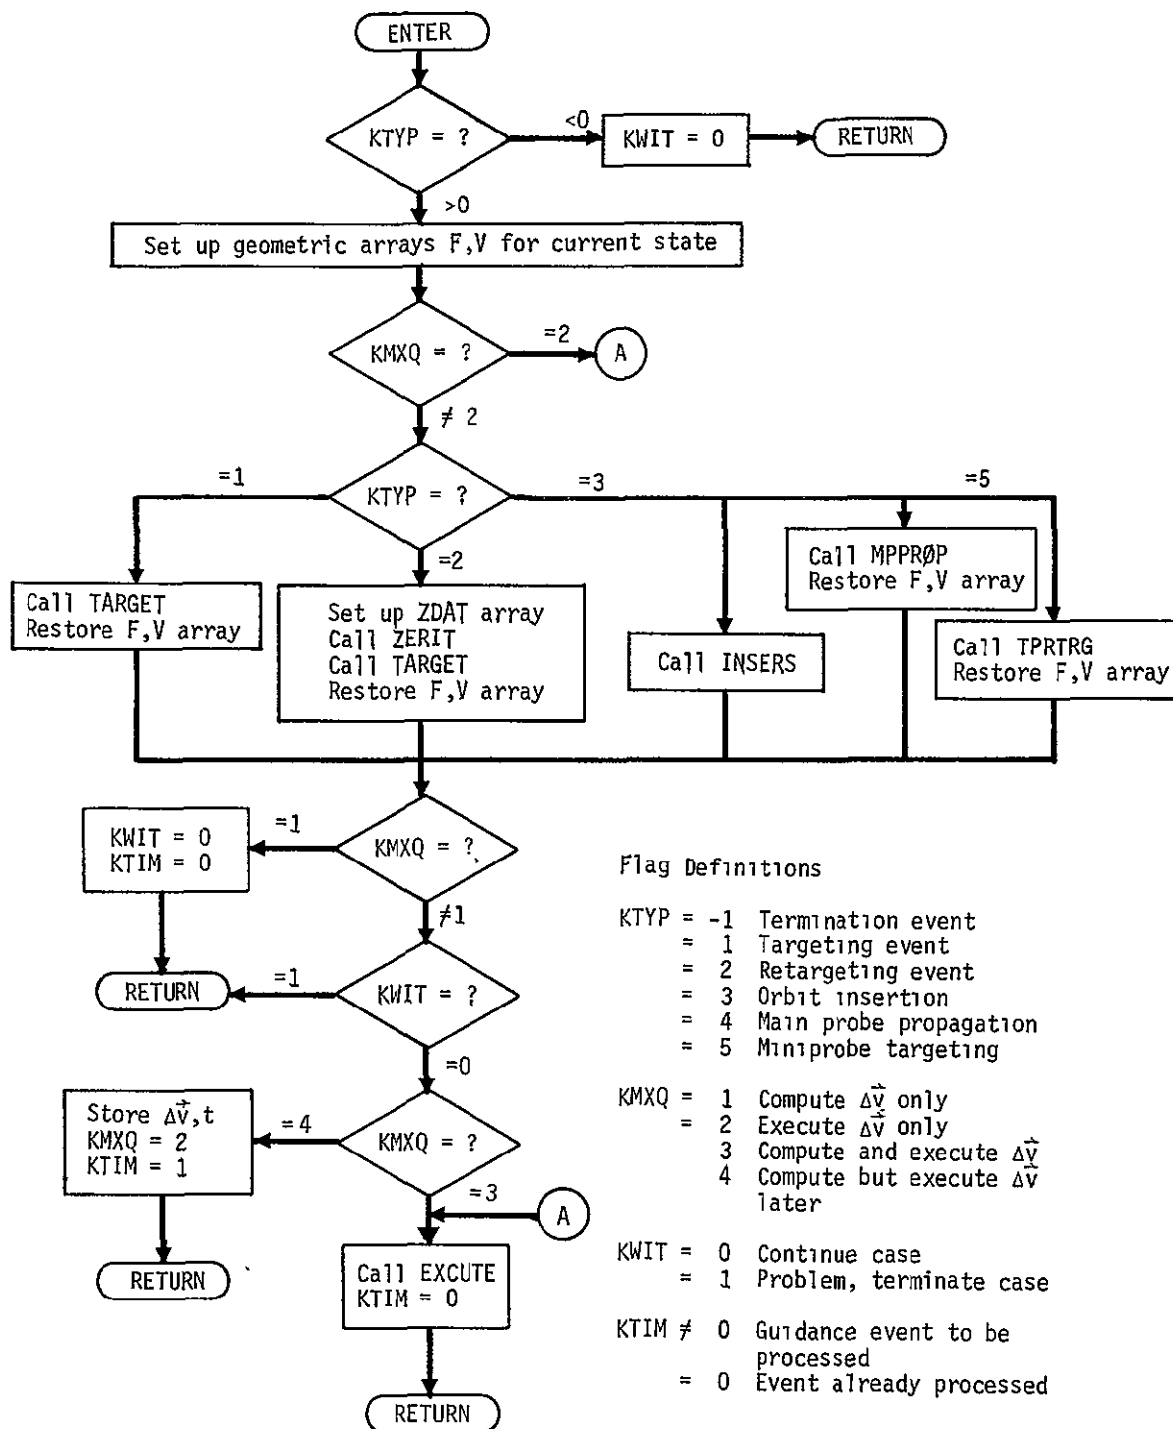 ENTER
KTYP = ?
<0
KWIT = 0
RETURN
>0
Set up geometric arrays F,V for current state
KMXQ = ?
=2
A
≠ 2
=1
KTYP = ?
=3
=5
=2
Call MPPRØP
Restore F,V array
Call TARGET
Restore F,V array
Set up ZDAT array
Call ZERIT
Call TARGET
Restore F,V array
Call INSERS
Call TPRTRG
Restore F,V array
KWIT = 0
KTIM = 0
=1
KMXQ = ?
≠1
RETURN
=1
KWIT = ?
=0
Store Δv⃗,t
KMXQ = 2
KTIM = 1
=4
KMXQ = ?
=3
A
RETURN
Call EXCUTE
KTIM = 0
RETURN
Flag Definitions
KTYP = -1 Termination event
= 1 Targeting event
= 2 Retargeting event
= 3 Orbit insertion
= 4 Main probe propagation
= 5 Miniprobe targeting
KMXQ = 1 Compute Δv⃗ only
= 2 Execute Δv⃗ only
3 Compute and execute Δv⃗
4 Compute but execute Δv⃗
later
KWIT = 0 Continue case
= 1 Problem, terminate case
KTIM ≠ 0 Guidance event to be
processed
= 0 Event already processed